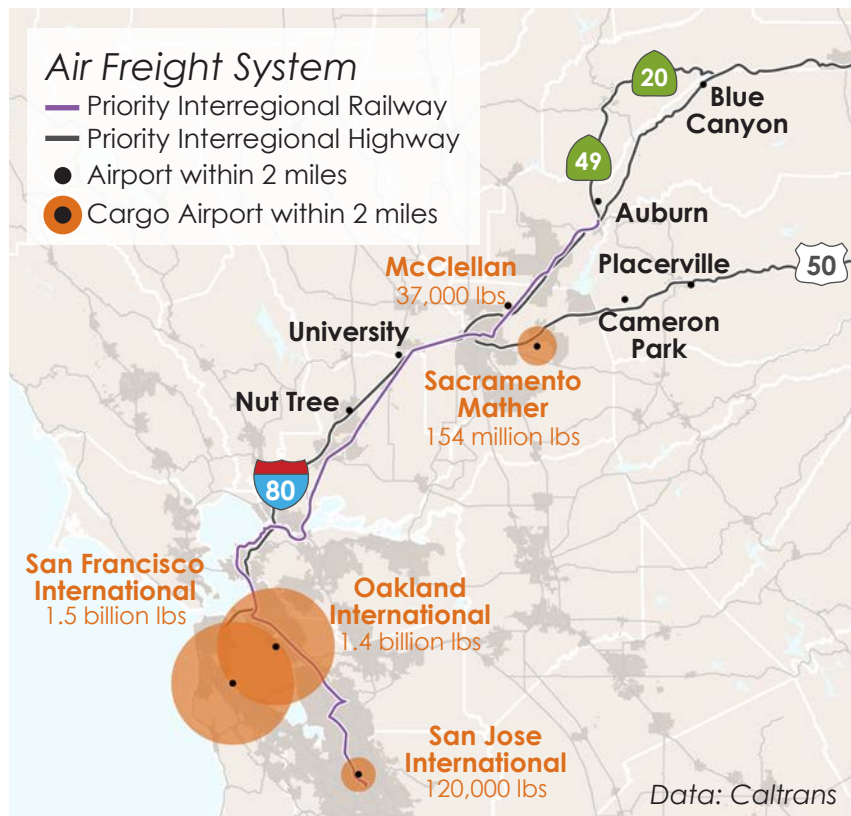 Air Freight System
Priority Interregional Railway
Priority Interregional Highway
Airport within 2 miles
Cargo Airport within 2 miles
20
Blue
Canyon
49
Auburn
McClellan
37,000 lbs
Placerville
50
Cameron
Park
University
Sacramento
Mather
154 million lbs
Nut Tree
80
San Francisco
International
1.5 billion lbs
Oakland
International
1.4 billion lbs
San Jose
International
120,000 lbs
Data: Caltrans